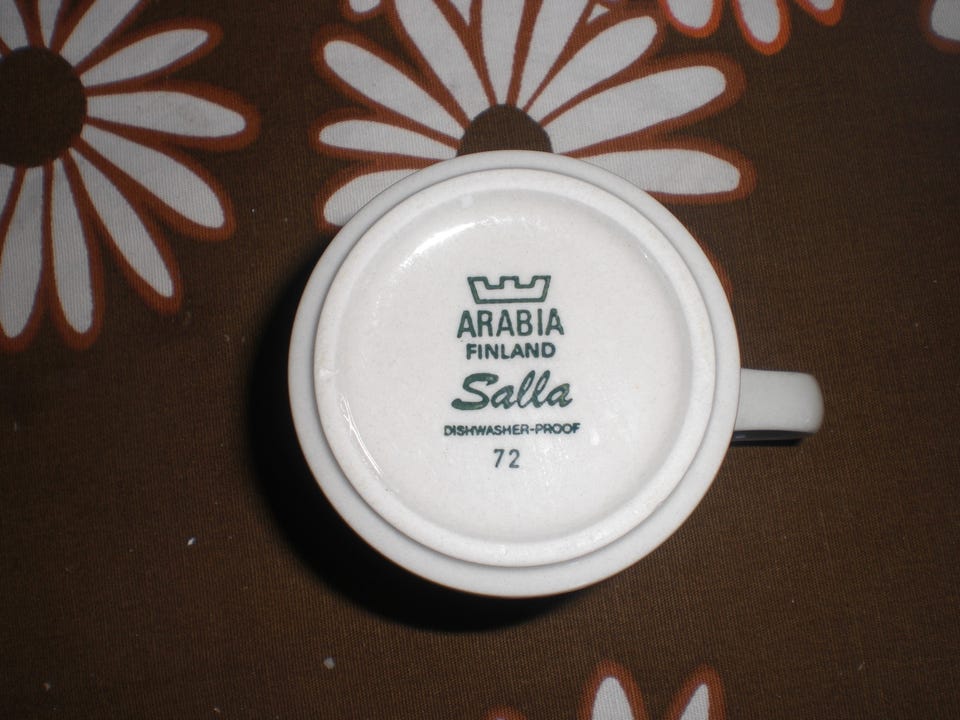 ARABIA
FINLAND
Salla
DISHWASHER-PROOF
72